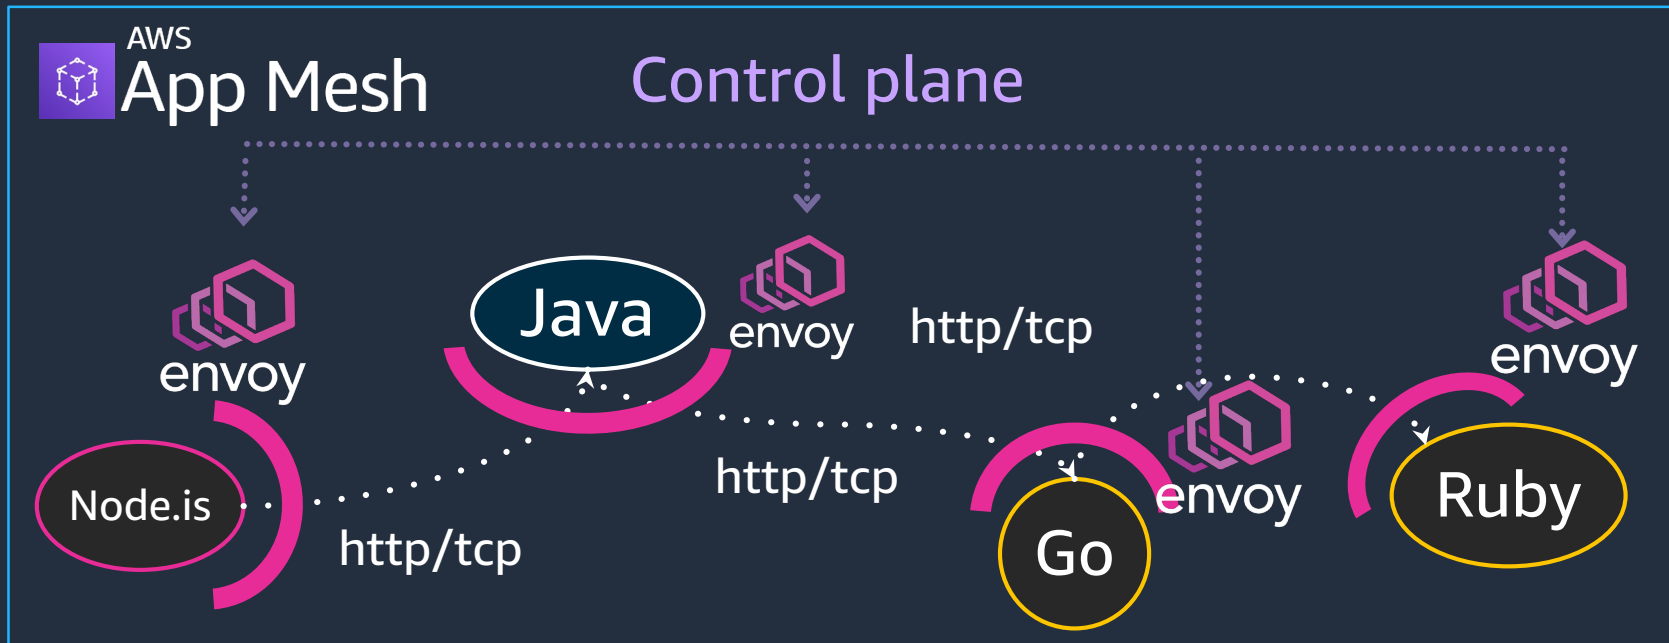 AWS
App Mesh
Control plane
envoy
Java
envoy
http/tcp
envoy
Node.is
http/tcp
http/tcp
Go
envoy
Ruby